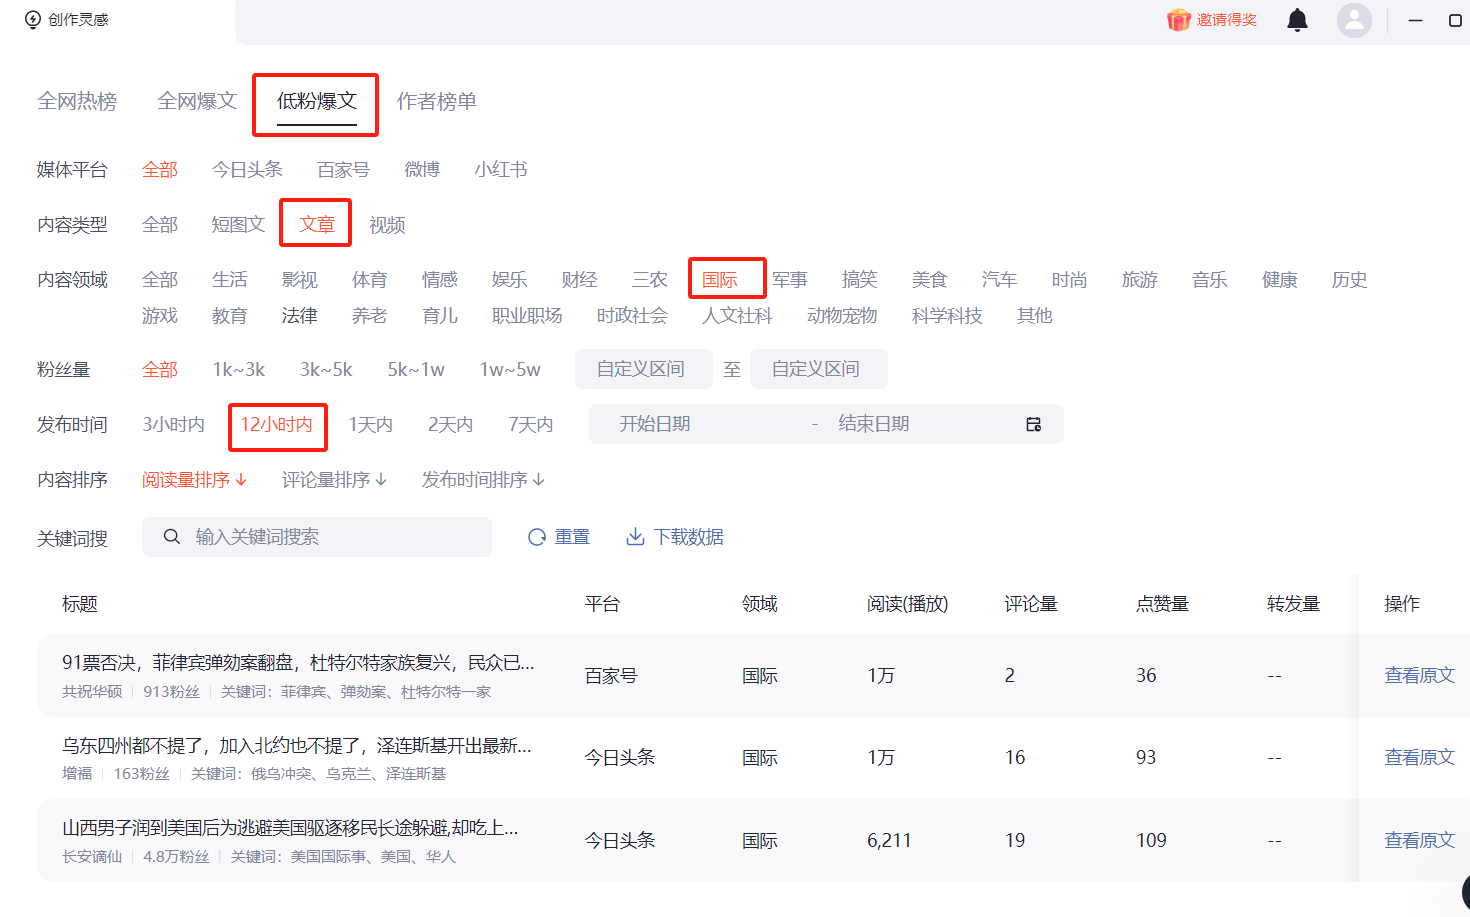 创作灵感
邀请得奖
全网热榜 全网爆文 低粉爆文 作者榜单
媒体平台 全部 今日头条 百家号 微博 小红书
内容类型 全部 短图文 文章 视频
内容领域 全部 生活 影视 体育 情感 娱乐 财经 三农 国际 军事 搞笑 美食 汽车 时尚 旅游 音乐 健康 历史
游戏 教育 法律 养老 育儿 职业职场 时政社会 人文社科 动物宠物 科学科技 其他
粉丝量 全部 1k~3k 3k~5k 5k~1w 1w~5w 自定义区间 至 自定义区间
发布时间 3小时内 12小时内 1天内 2天内 7天内 开始日期 - 结束日期
内容排序 阅读量排序↓ 评论量排序↓ 发布时间排序↓
关键词搜 输入关键词搜索 重置 下载数据
标题 平台 领域 阅读(播放) 评论量 点赞量 转发量 操作
91票否决，菲律宾弹劾案翻盘，杜特尔特家族复兴，民众已... 百家号 国际 1万 2 36 -- 查看原文
共祝华硕 913粉丝 关键词：菲律宾、弹劾案、杜特尔特一家
乌东四州都不提了，加入北约也不提了，泽连斯基开出最新... 今日头条 国际 1万 16 93 -- 查看原文
增福 163粉丝 关键词：俄乌冲突、乌克兰、泽连斯基
山西男子润到美国后为逃避美国驱逐移民长途躲避,却吃上... 今日头条 国际 6,211 19 109 -- 查看原文
长安谪仙 4.8万粉丝 关键词：美国国际事、美国、华人